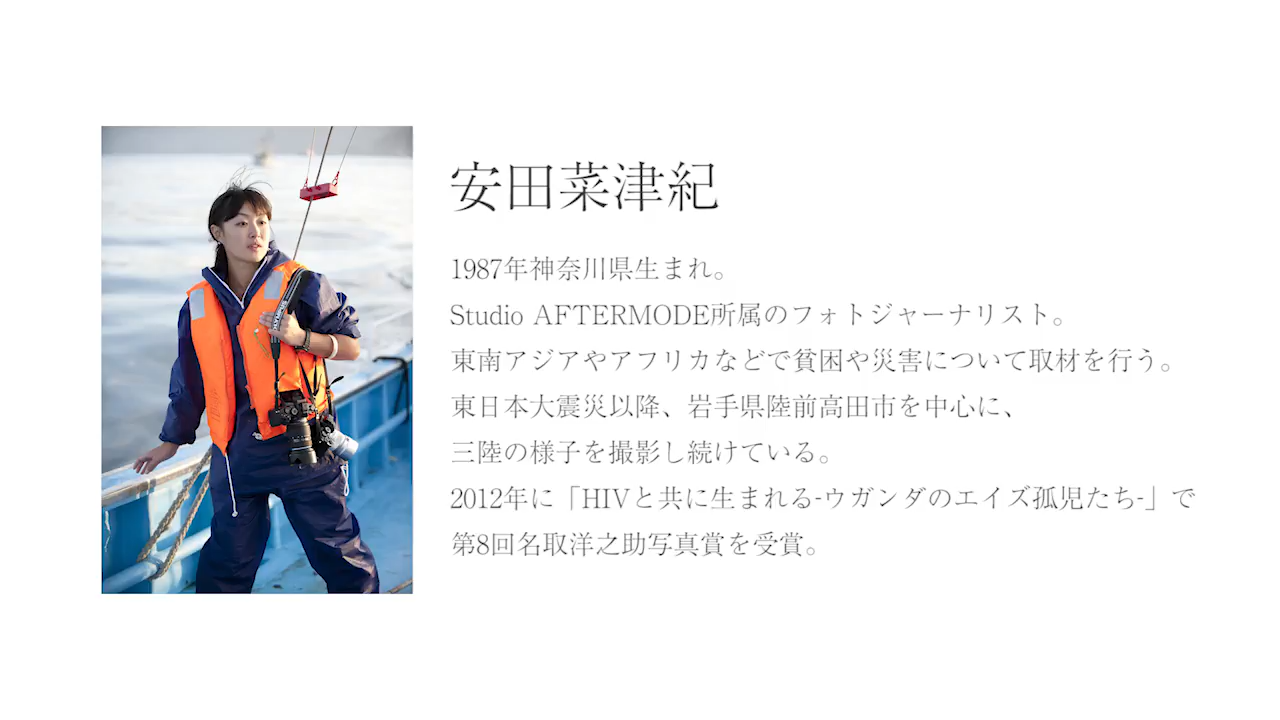 安田菜津紀
1987年神奈川県生まれ。
Studio AFTERMODE所属のフォトジャーナリスト。
東南アジアやアフリカなどで貧困や災害について取材を行う。
東日本大震災以降、岩手県陸前高田市を中心に、
三陸の様子を撮影し続けている。
2012年に「HIVと共に生まれる-ウガンダのエイズ孤児たち-」で
第8回名取洋之助写真賞を受賞。